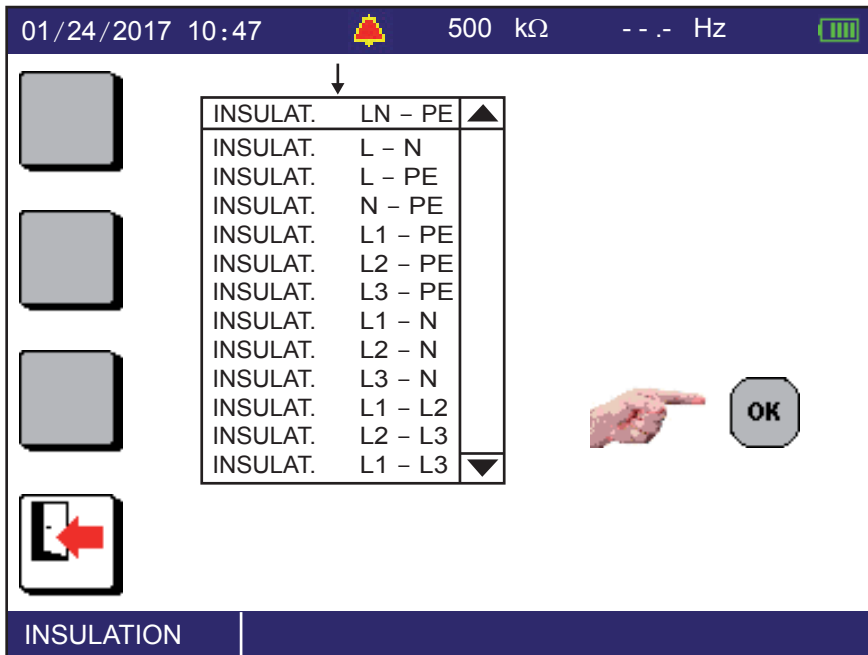 01/24/2017 10:47 500 kΩ - - .- Hz
INSULAT. LN – PE
INSULAT. L – N
INSULAT. L – PE
INSULAT. N – PE
INSULAT. L1 – PE
INSULAT. L2 – PE
INSULAT. L3 – PE
INSULAT. L1 – N
INSULAT. L2 – N
INSULAT. L3 – N
INSULAT. L1 – L2
INSULAT. L2 – L3
INSULAT. L1 – L3
OK
INSULATION